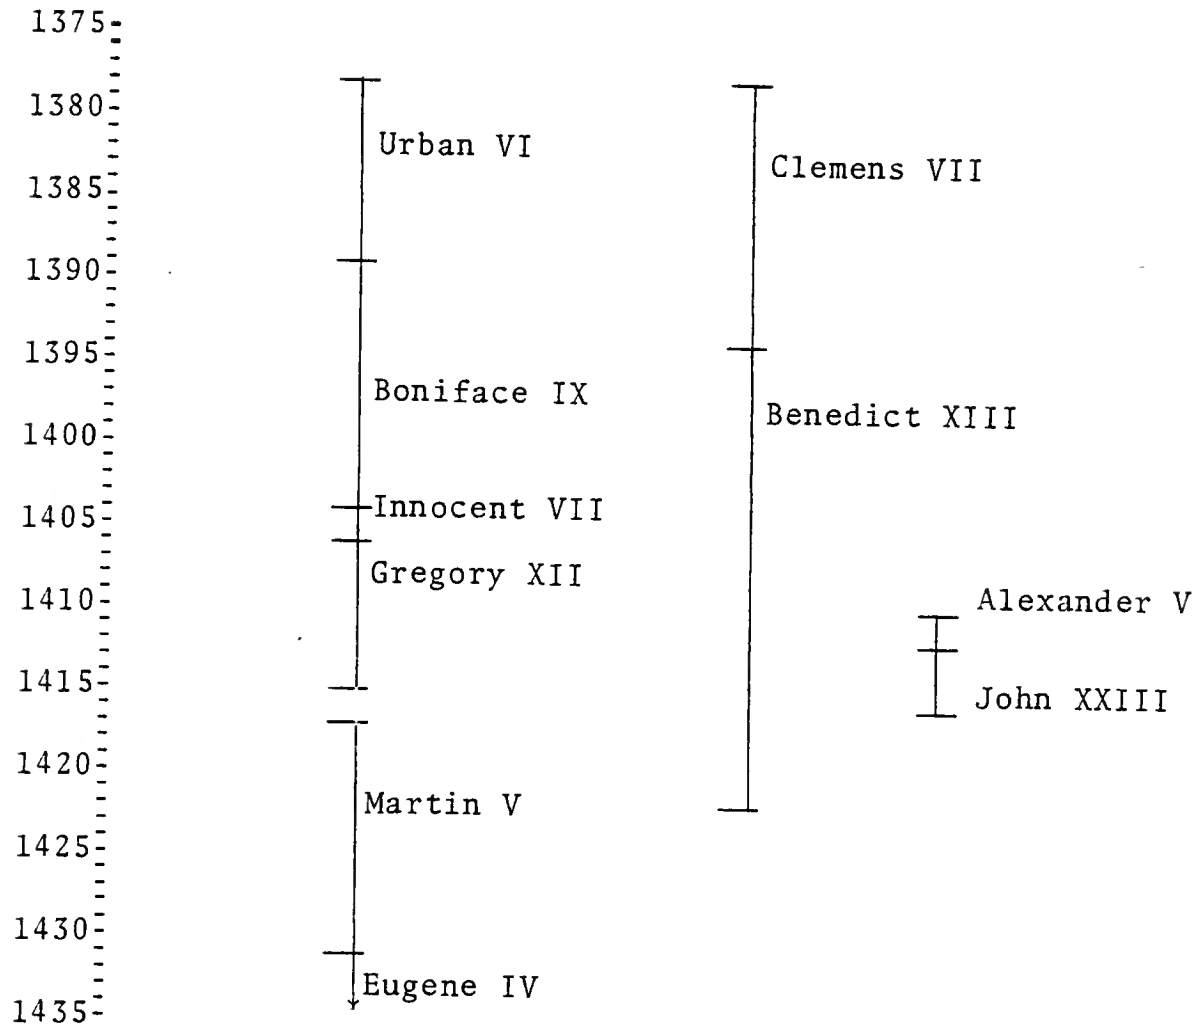 1375-
1380-
Urban VI
Clemens VII
1385-
1390-
1395-
Boniface IX
Benedict XIII
1400-
Innocent VII
1405-
Gregory XII
1410-
Alexander V
1415-
John XXIII
1420-
Martin V
1425-
1430-
Eugene IV
1435-